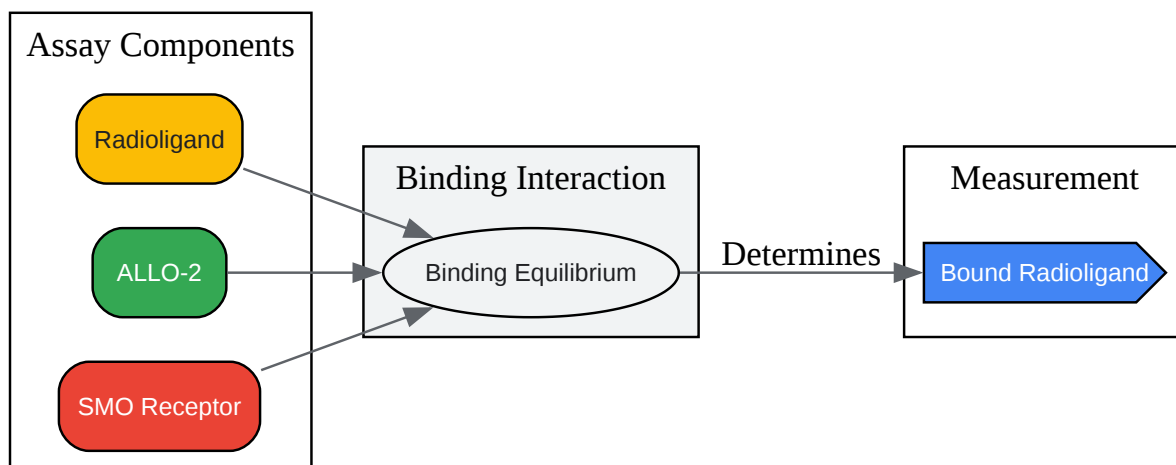 Assay Components
Radioligand
ALLO-2
SMO Receptor
Binding Interaction
Binding Equilibrium
Determines
Measurement
Bound Radioligand